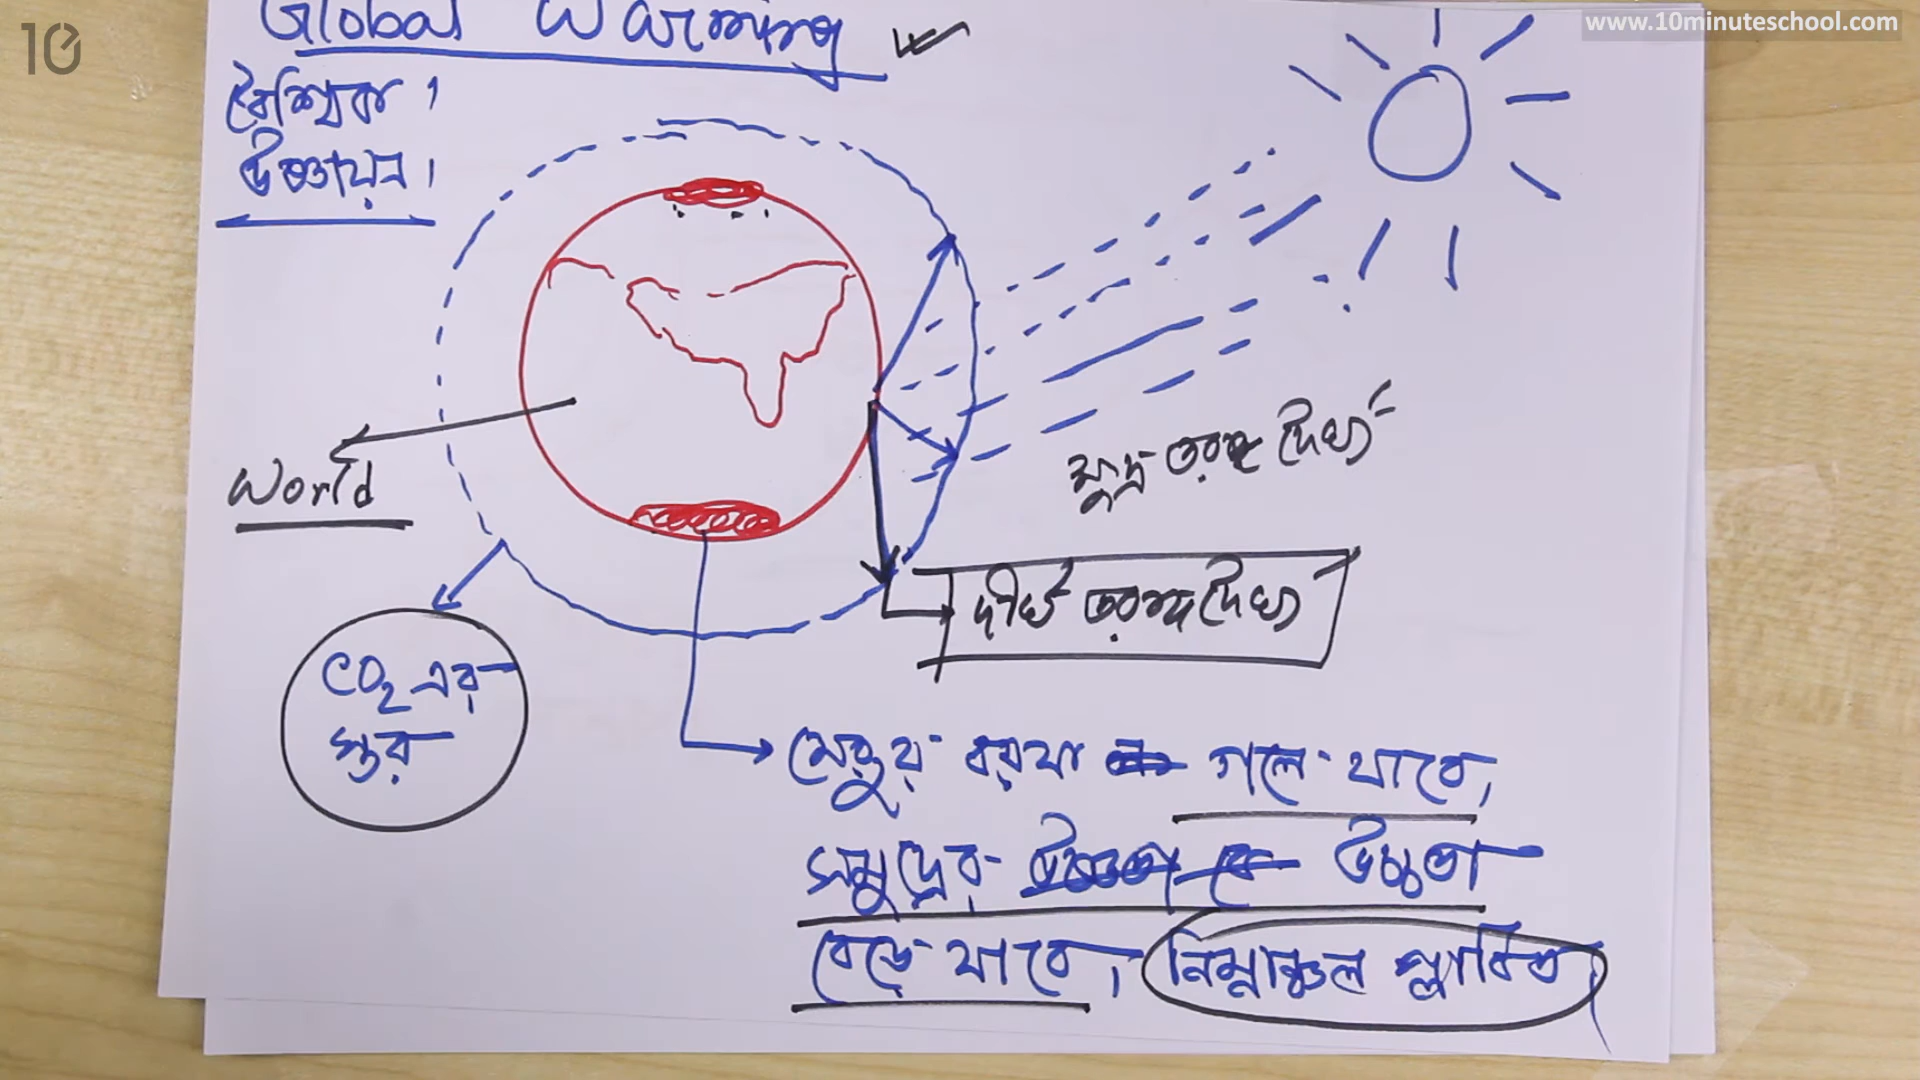 10
www.10minuteschool.com
Global Warming
বৈশ্বিক
উষ্ণায়ন।
World
ক্ষুদ্র তরঙ্গ দৈর্ঘ্য
দীর্ঘ তরঙ্গদৈর্ঘ্য
CO₂ এর
স্তর
মেরুর বরফ গলে যাবে,
সমুদ্রের উচ্চতা
বেড়ে যাবে, নিম্নাঞ্চল প্লাবিত